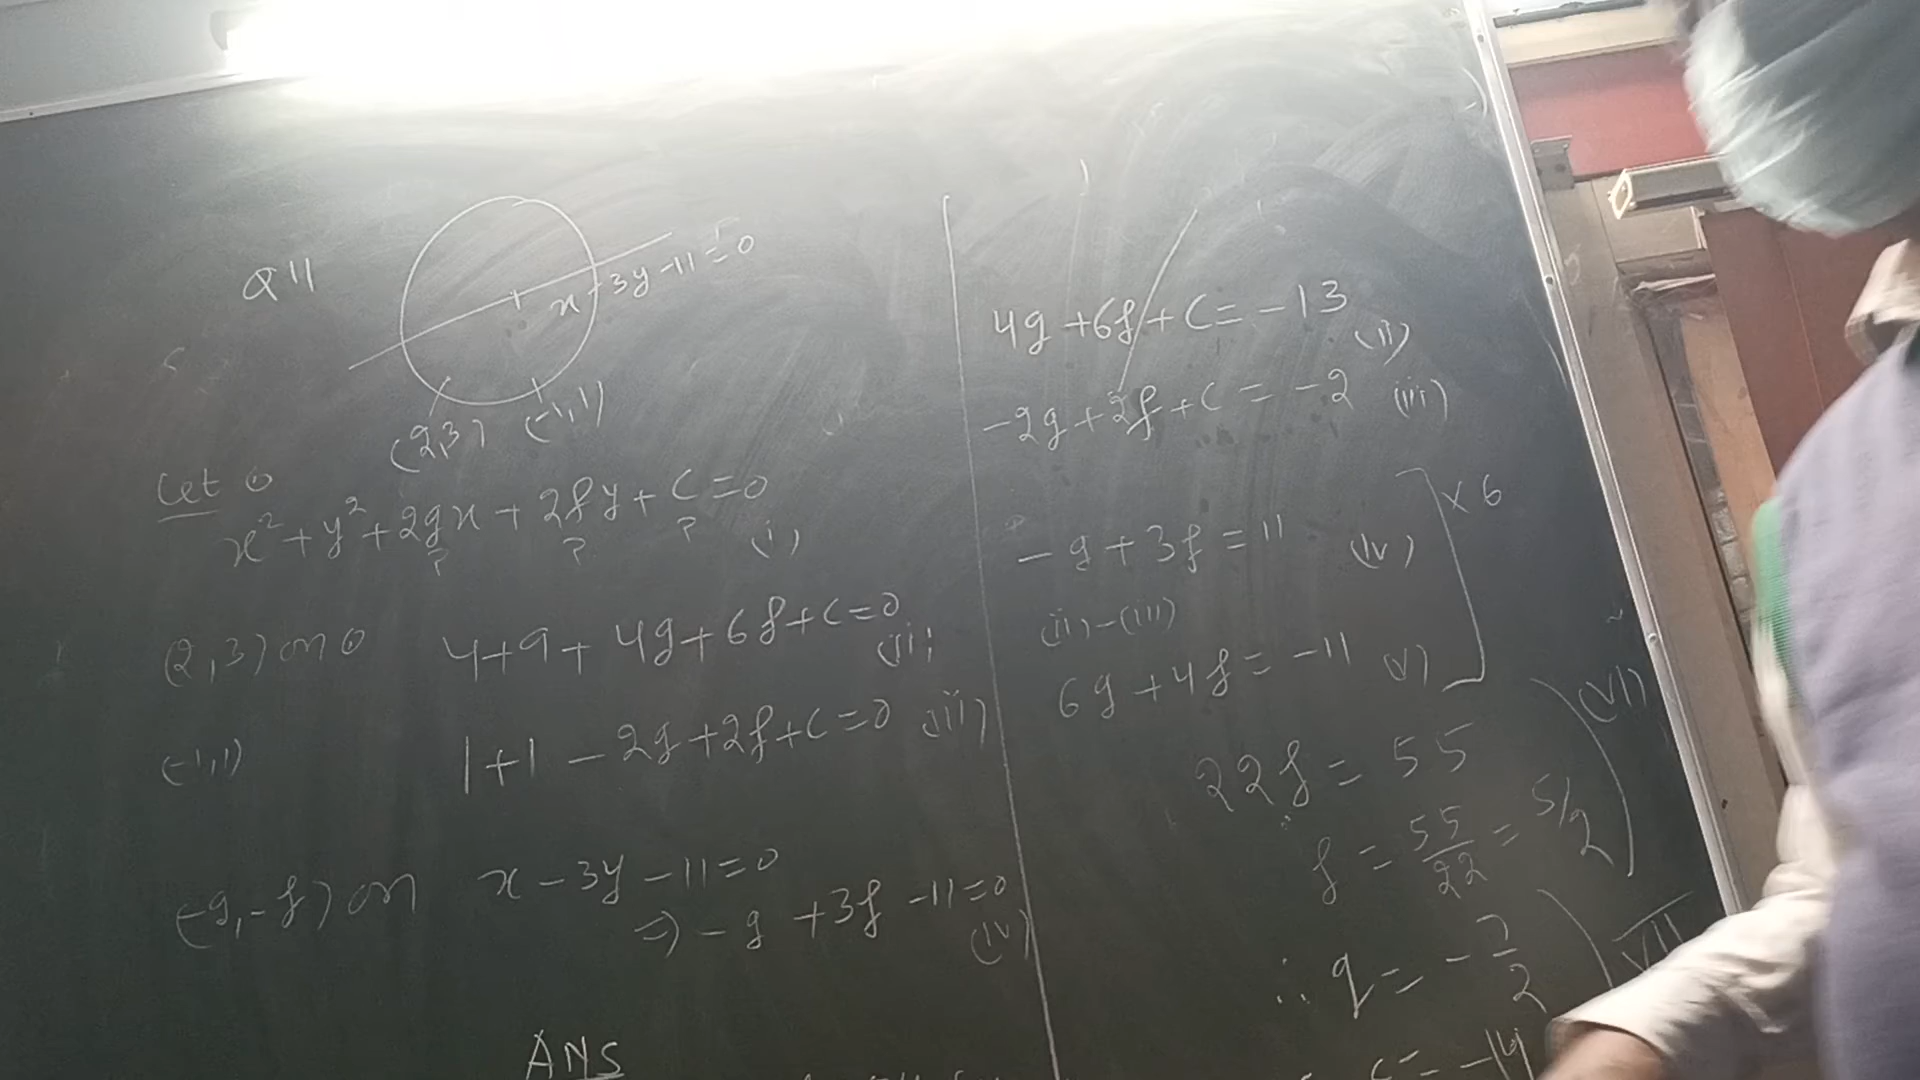 Q 11
x - 3y - 11 = 0
(2,3) (-1,1)
Let
x² + y² + 2gx + 2fy + c = 0
? ? ? (i)
(2,3) on 4+9+4g+6f+c=0 (ii)
(-1,1) 1+1-2g+2f+c=0 (iii)
(-g,-f) on x - 3y - 11 = 0
⇒ -g + 3f - 11 = 0
(iv)
ANS
4g + 6f + c = -13
(ii)
-2g + 2f + c = -2 (iii)
-g + 3f = 11 (iv) ] × 6
(ii) - (iii)
6g + 4f = -11 (v)
22f = 55
f = 55/22 = 5/2 (vi)
∴ g = -7/2 VII
c = -14